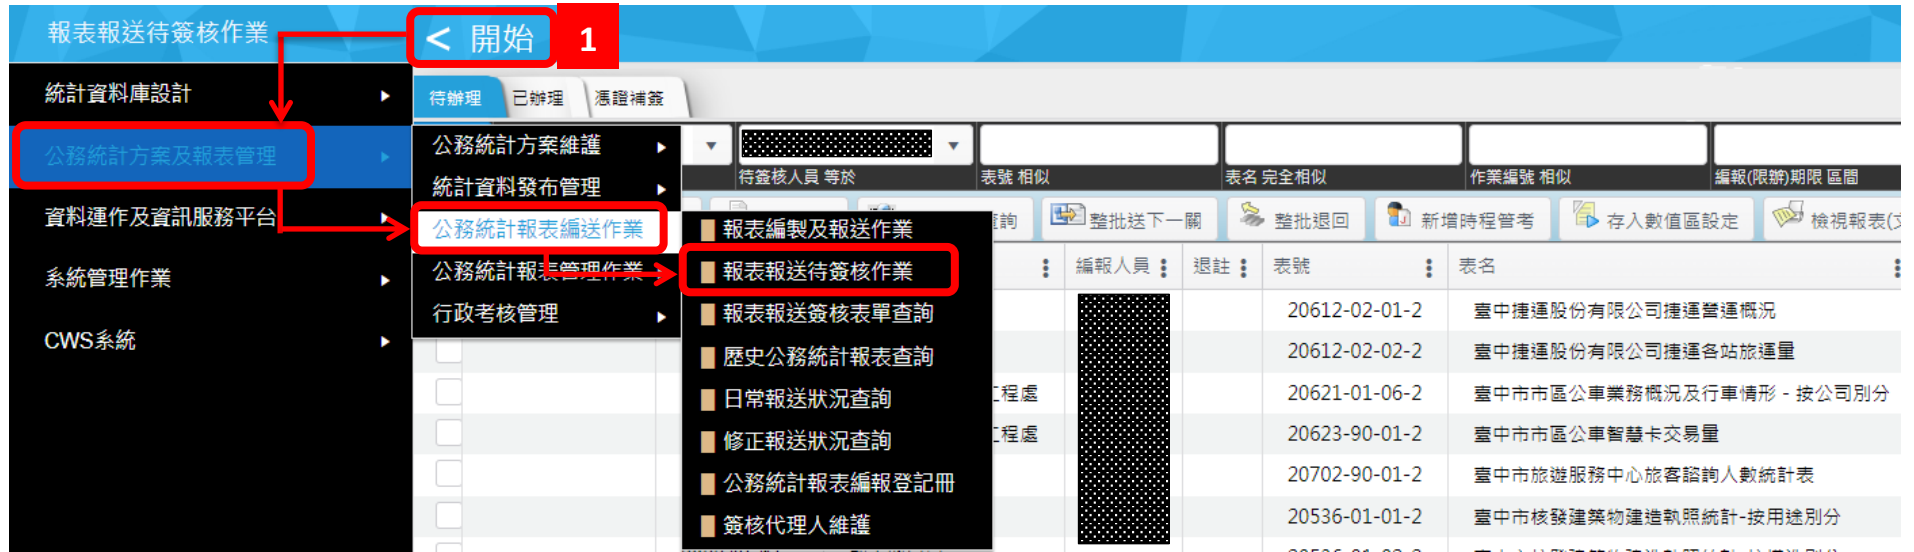 報表報送待簽核作業
< 開始
1
統計資料庫設計
公務統計方案及報表管理
資料運作及資訊服務平台
系統管理作業
CWS系統
待辦理 已辦理 憑證補簽
公務統計方案維護
統計資料發布管理
公務統計報表編送作業
公務統計報表管理作業
行政考核管理
報表編製及報送作業
報表報送待簽核作業
報表報送簽核表單查詢
歷史公務統計報表查詢
日常報送狀況查詢
修正報送狀況查詢
公務統計報表編報登記冊
簽核代理人維護
待簽核人員 等於 表號 相似 表名 完全相似 作業編號 相似 編報(限辦)期限 區間
查詢 整批送下一關 整批退回 新增時程管考 存入數值區設定 檢視報表(文
編報人員 退註 表號 表名
20612-02-01-2 臺中捷運股份有限公司捷運營運概況
20612-02-02-2 臺中捷運股份有限公司捷運各站旅運量
工程處 20621-01-06-2 臺中市市區公車業務概況及行車情形 - 按公司別分
工程處 20623-90-01-2 臺中市市區公車智慧卡交易量
20702-90-01-2 臺中市旅遊服務中心旅客諮詢人數統計表
20536-01-01-2 臺中市核發建築物建造執照統計-按用途別分